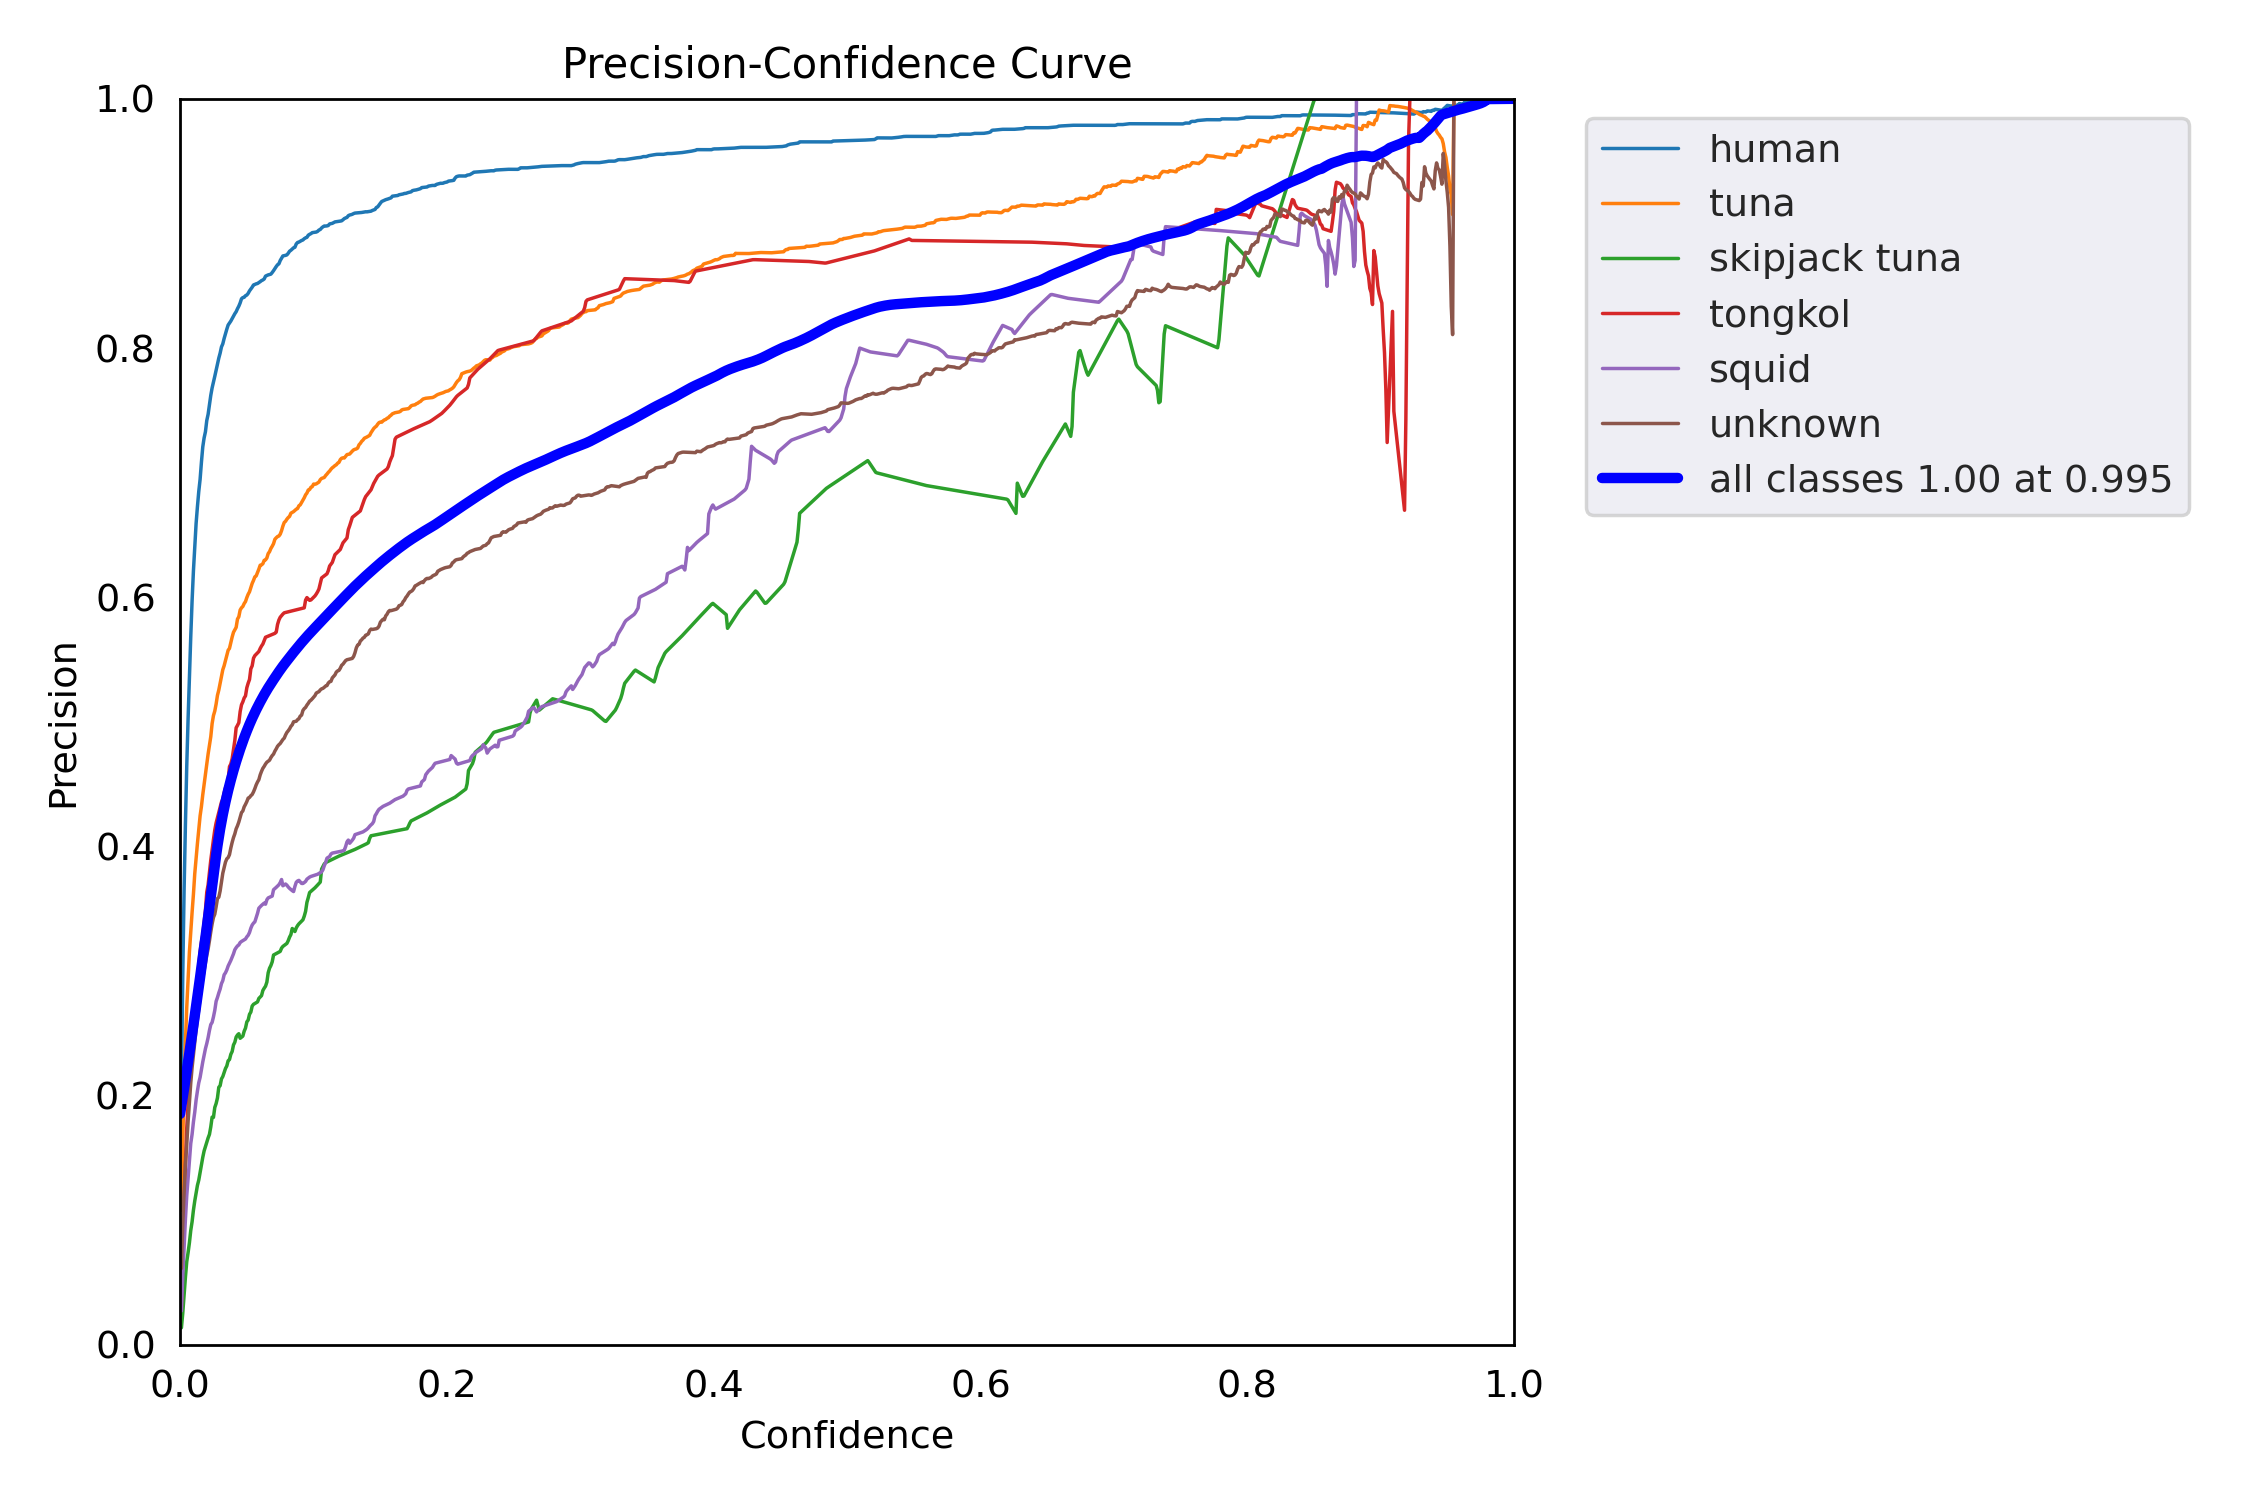 Precision-Confidence Curve
1.0
0.8
0.6
0.4
0.2
0.0
Precision
0.0 0.2 0.4 0.6 0.8 1.0
Confidence
human
tuna
skipjack tuna
tongkol
squid
unknown
all classes 1.00 at 0.995